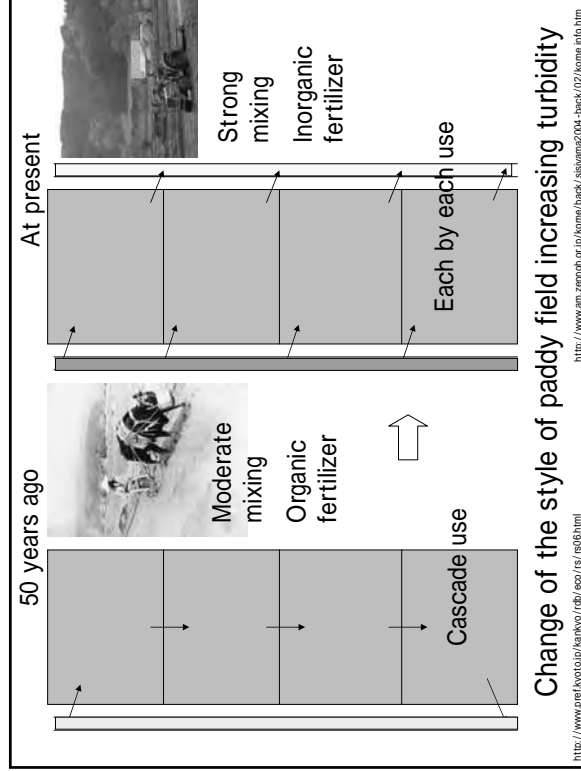 50 years ago
Moderate
mixing
Organic
fertilizer
Cascade use
At present
Strong
mixing
Inorganic
fertilizer
Each by each use
Change of the style of paddy field increasing turbidity
http://www.pref.kyoto.jp/kankyo/rdb/eco/rs/rs06.html
http://www.am.zennoh.or.jp/kome/back/sisiyama2004-back/02/kome_info.htm